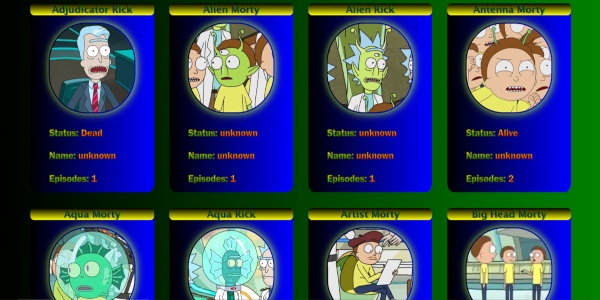 Adjudicator Rick
Alien Morty
Alien Rick
Antenna Morty
Status: Dead
Status: unknown
Status: unknown
Status: Alive
Name: unknown
Name: unknown
Name: unknown
Name: unknown
Episodes: 1
Episodes: 1
Episodes: 1
Episodes: 2
Aqua Morty
Aqua Rick
Artist Morty
Big Head Morty